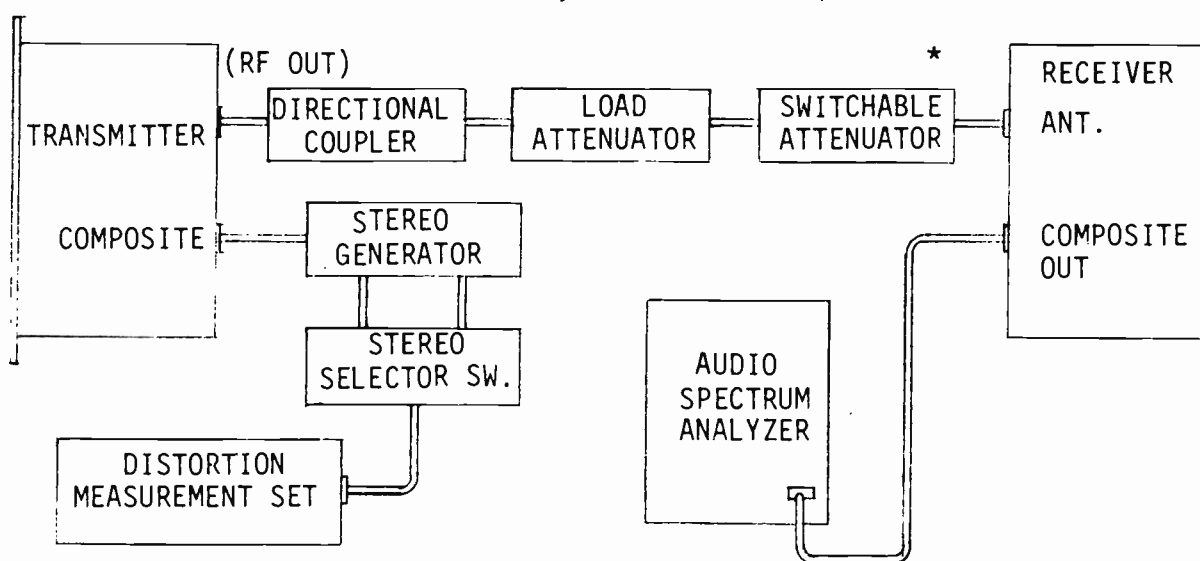 (RF OUT)
*
TRANSMITTER
DIRECTIONAL
COUPLER
LOAD
ATTENUATOR
SWITCHABLE
ATTENUATOR
RECEIVER
ANT.
COMPOSITE
STEREO
GENERATOR
COMPOSITE
OUT
STEREO
SELECTOR SW.
AUDIO
SPECTRUM
ANALYZER
DISTORTION
MEASUREMENT SET